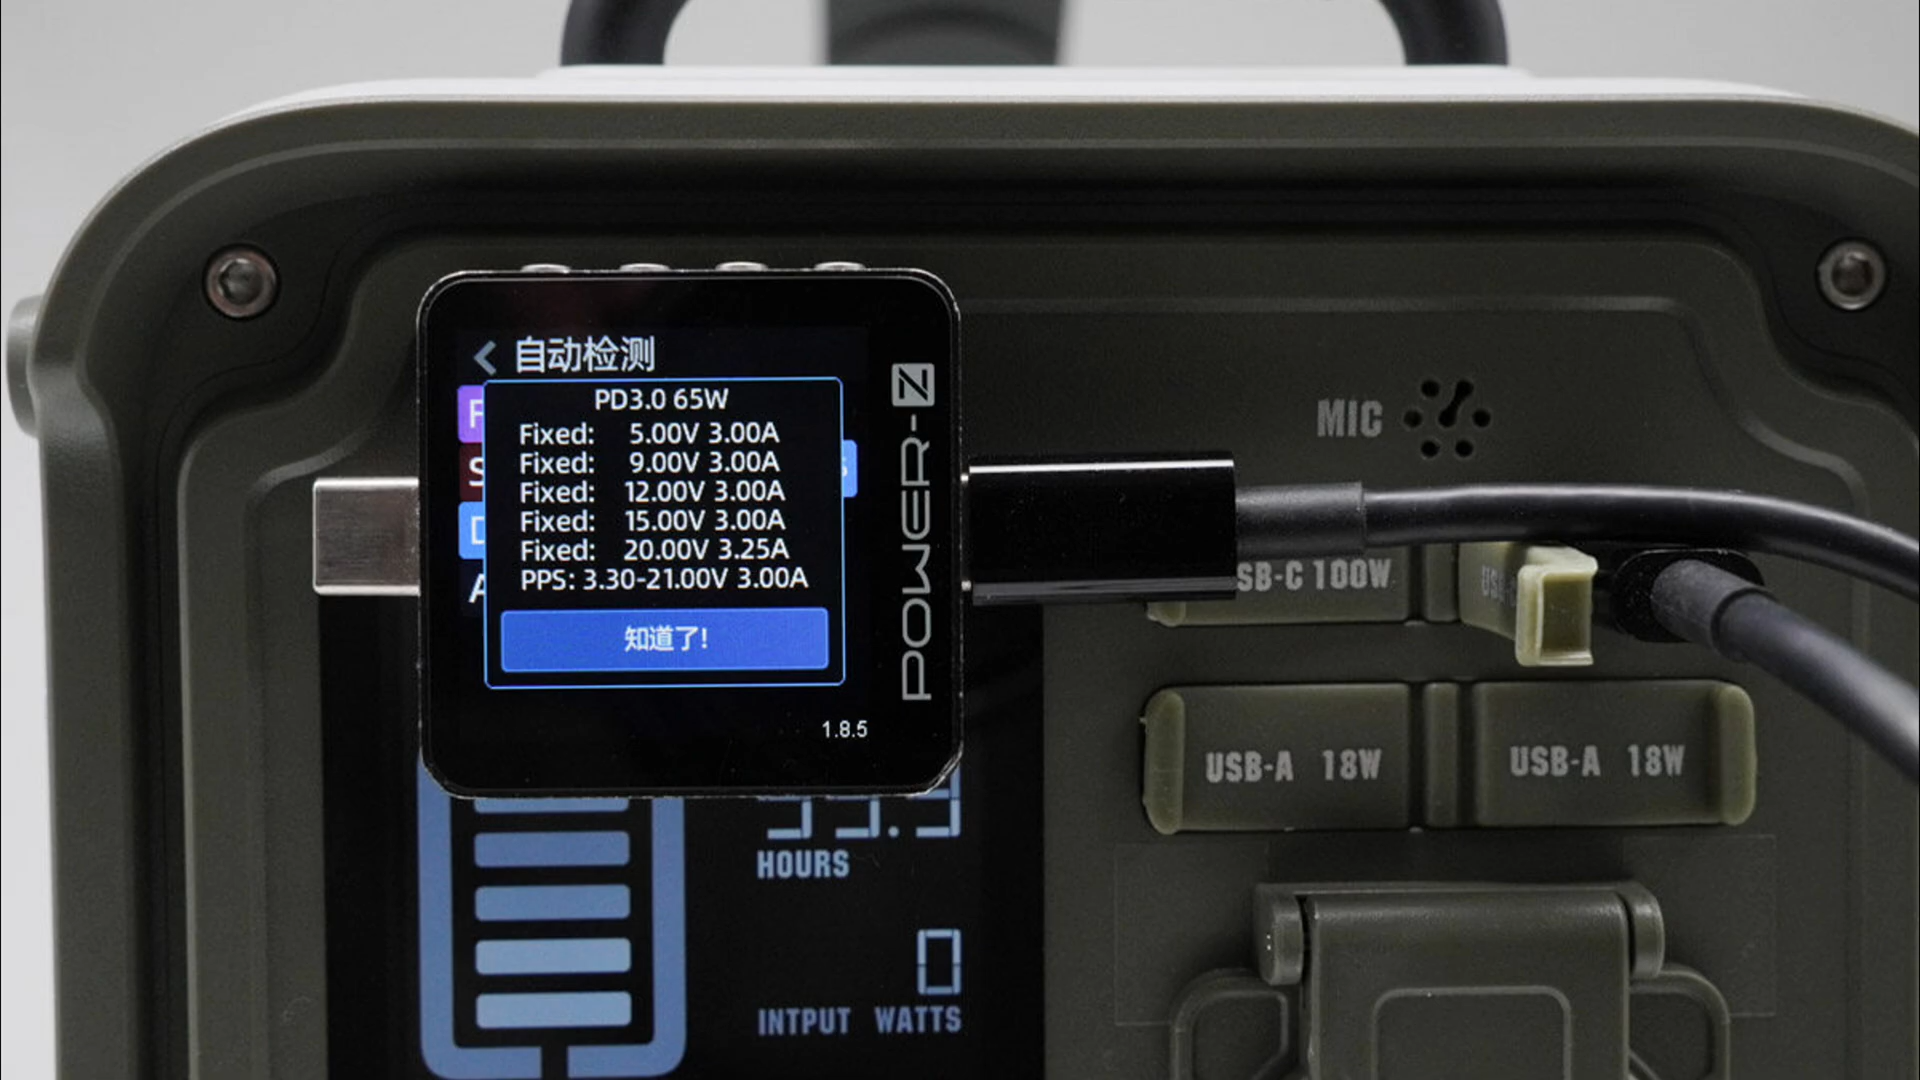 自动检测
PD3.0 65W
Fixed: 5.00V 3.00A
Fixed: 9.00V 3.00A
Fixed: 12.00V 3.00A
Fixed: 15.00V 3.00A
Fixed: 20.00V 3.25A
PPS: 3.30-21.00V 3.00A
知道了!
1.8.5
POWER-Z
MIC
SB-C 100W
USB-A 18W
USB-A 18W
HOURS
0
INTPUT WATTS